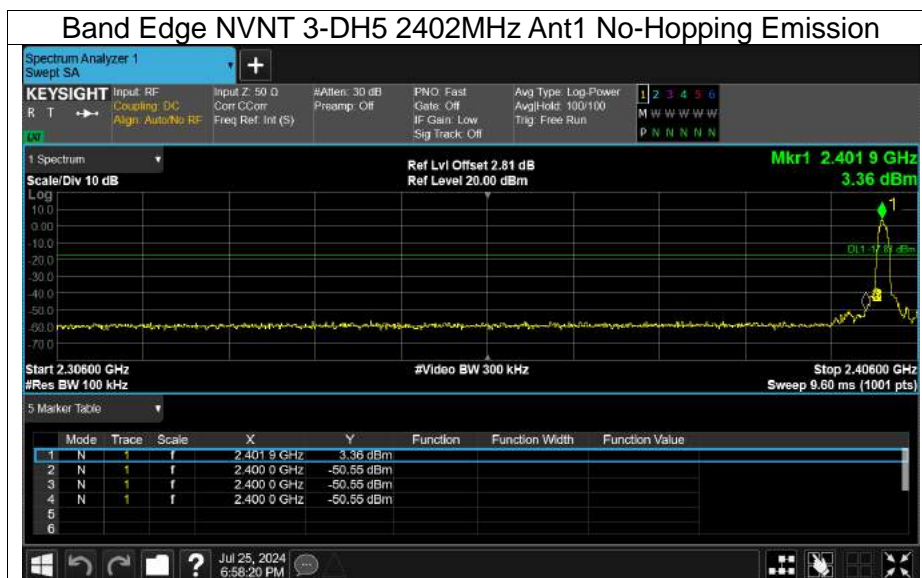 Band Edge NVNT 3-DH5 2402MHz Ant1 No-Hopping Emission
Spectrum Analyzer 1
Swept SA
+
KEYSIGHT Input: RF Input Z: 50 Ω #Atten: 30 dB PNO: Fast Avg Type: Log-Power 1 2 3 4 5 6
R T Coupling: DC Corr CCorr Preamp: Off Gate: Off Avg|Hold: 100/100 M W W W W W
Align: Auto/No RF Freq Ref: Int (S) IF Gain: Low Trig: Free Run
LXI Sig Track: Off P N N N N N
1 Spectrum Ref Lvl Offset 2.81 dB Mkr1 2.401 9 GHz
Scale/Div 10 dB Ref Level 20.00 dBm 3.36 dBm
Log
10.0 1
0.00
-10.0 DL1 -17.81 dBm
-20.0
-30.0
-40.0
-50.0
-60.0
-70.0
Start 2.30600 GHz #Video BW 300 kHz Stop 2.40600 GHz
#Res BW 100 kHz Sweep 9.60 ms (1001 pts)
5 Marker Table
Mode Trace Scale X Y Function Function Width Function Value
1 N 1 f 2.401 9 GHz 3.36 dBm
2 N 1 f 2.400 0 GHz -50.55 dBm
3 N 1 f 2.400 0 GHz -50.55 dBm
4 N 1 f 2.400 0 GHz -50.55 dBm
5
6
? Jul 25, 2024
6:58:20 PM